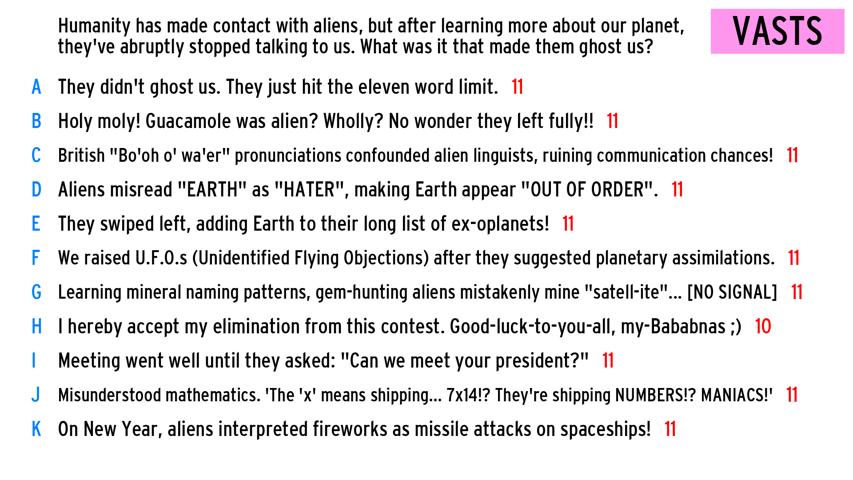 Humanity has made contact with aliens, but after learning more about our planet,
they've abruptly stopped talking to us. What was it that made them ghost us?
VASTS
A They didn't ghost us. They just hit the eleven word limit. 11
B Holy moly! Guacamole was alien? Wholly? No wonder they left fully!! 11
C British "Bo'oh o' wa'er" pronunciations confounded alien linguists, ruining communication chances! 11
D Aliens misread "EARTH" as "HATER", making Earth appear "OUT OF ORDER". 11
E They swiped left, adding Earth to their long list of ex-oplanets! 11
F We raised U.F.O.s (Unidentified Flying Objections) after they suggested planetary assimilations. 11
G Learning mineral naming patterns, gem-hunting aliens mistakenly mine "satell-ite"... [NO SIGNAL] 11
H I hereby accept my elimination from this contest. Good-luck-to-you-all, my-Bababnas ;) 10
I Meeting went well until they asked: "Can we meet your president?" 11
J Misunderstood mathematics. 'The 'x' means shipping... 7x14!? They're shipping NUMBERS!? MANIACS!' 11
K On New Year, aliens interpreted fireworks as missile attacks on spaceships! 11